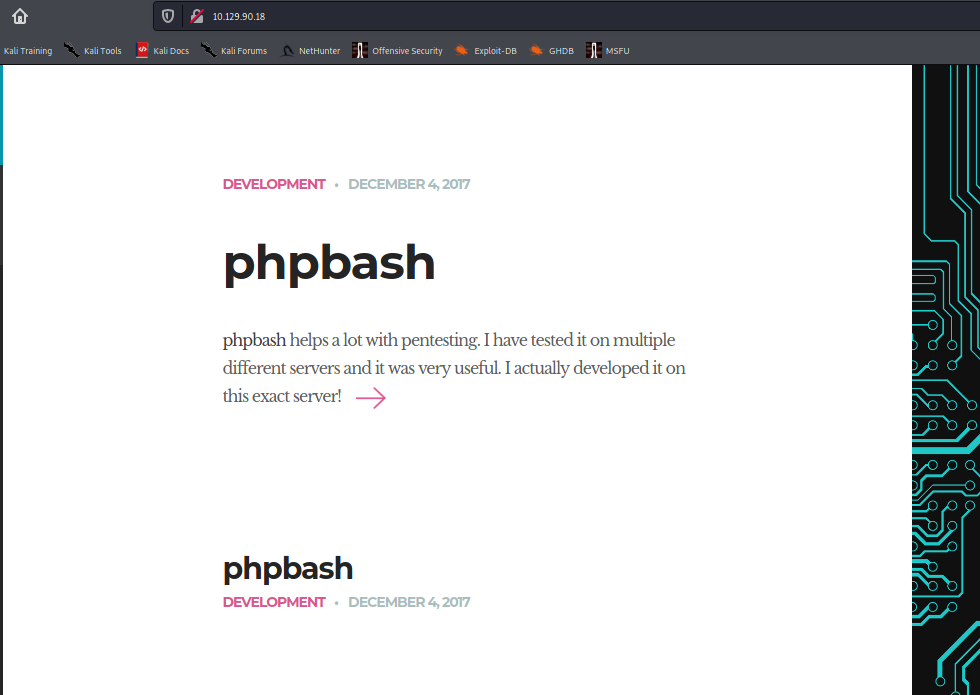 10.129.90.18
Kali Training Kali Tools Kali Docs Kali Forums NetHunter Offensive Security Exploit-DB GHDB MSFU
DEVELOPMENT • DECEMBER 4, 2017
phpbash
phpbash helps a lot with pentesting. I have tested it on multiple
different servers and it was very useful. I actually developed it on
this exact server!
phpbash
DEVELOPMENT • DECEMBER 4, 2017